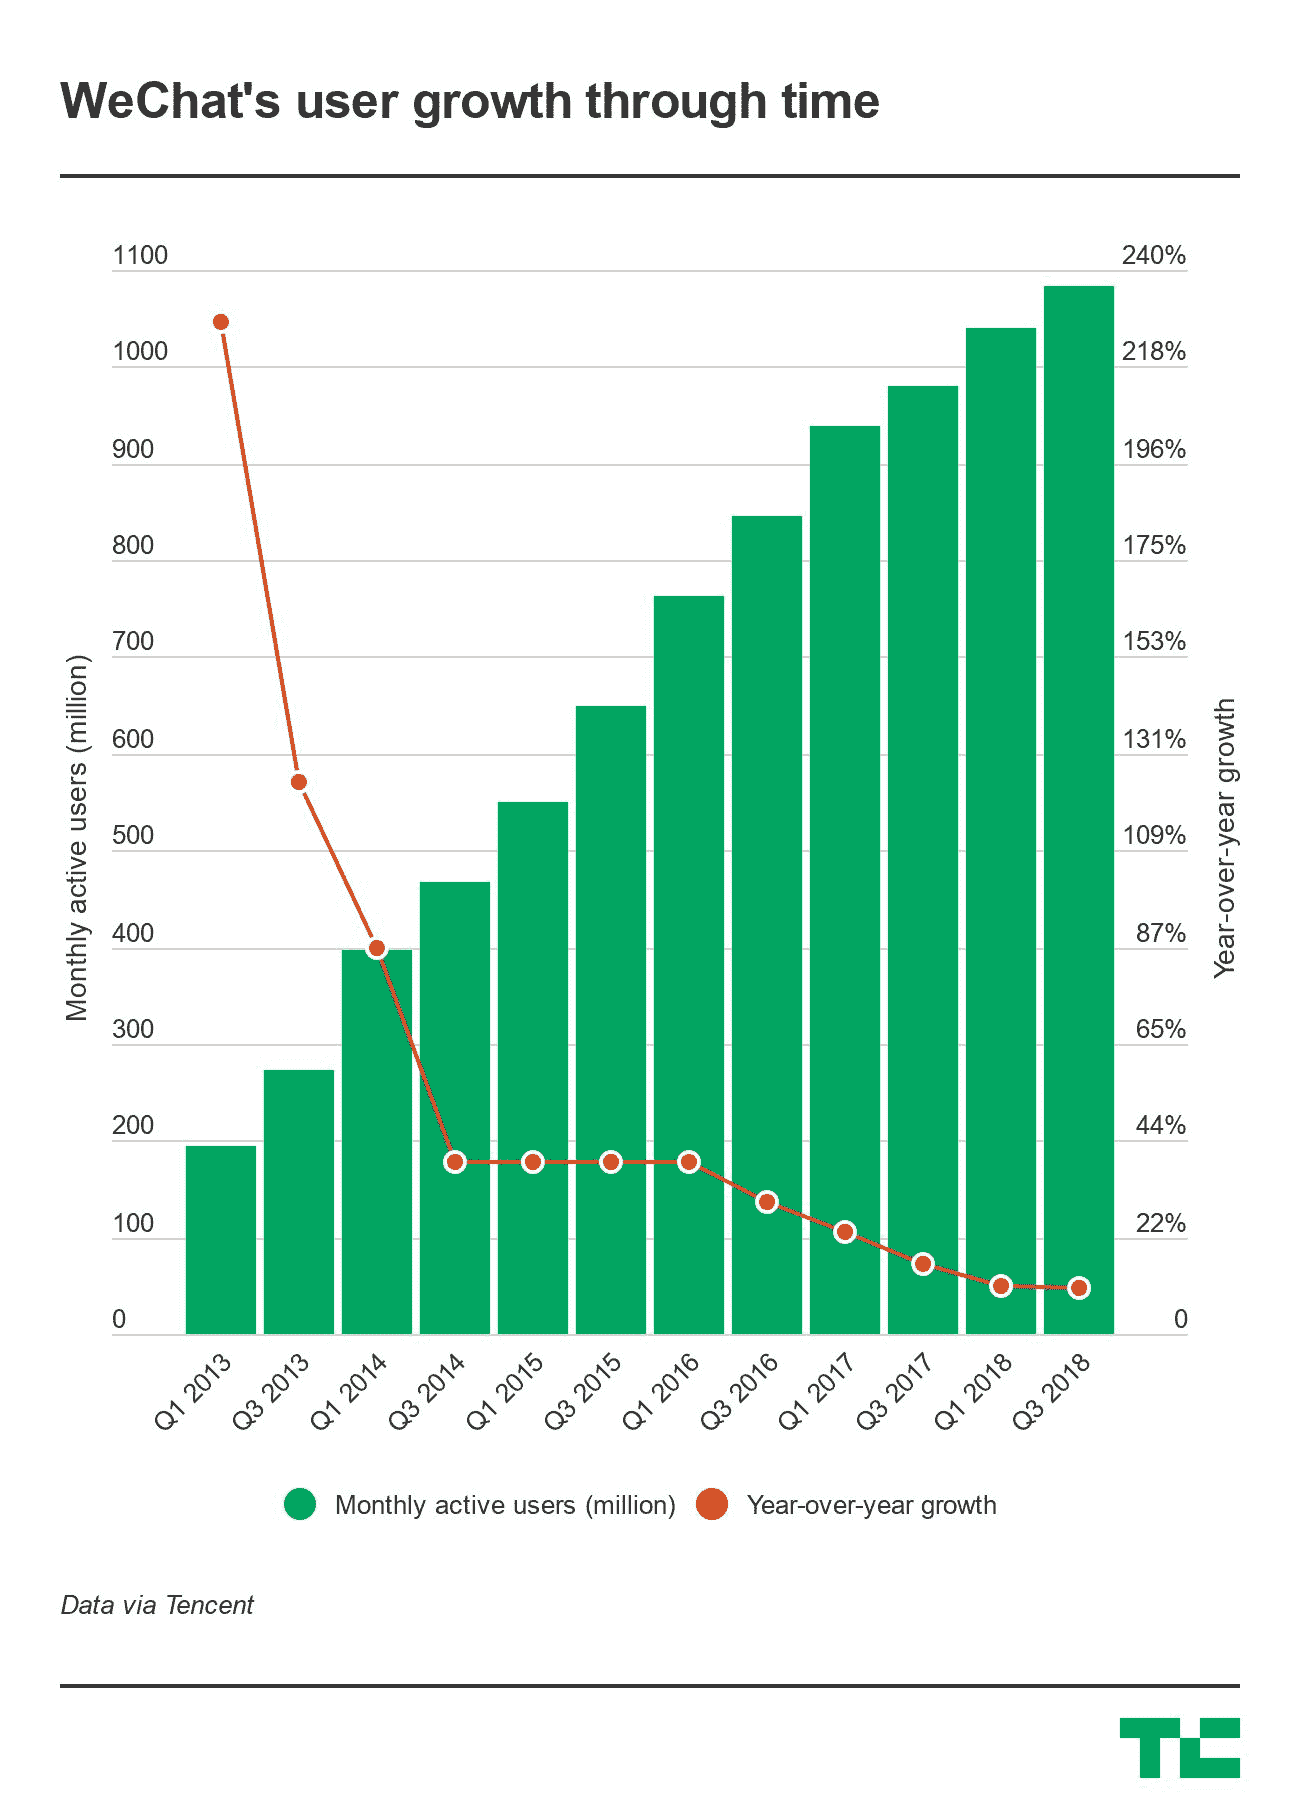 WeChat's user growth through time
1100 240%
1000 218%
900 196%
800 175%
700 153%
600 131%
500 109%
400 87%
300 65%
200 44%
100 22%
0 0
Monthly active users (million)
Year-over-year growth
Q1 2013 Q3 2013 Q1 2014 Q3 2014 Q1 2015 Q3 2015 Q1 2016 Q3 2016 Q1 2017 Q3 2017 Q1 2018 Q3 2018
Monthly active users (million) Year-over-year growth
Data via Tencent
TC